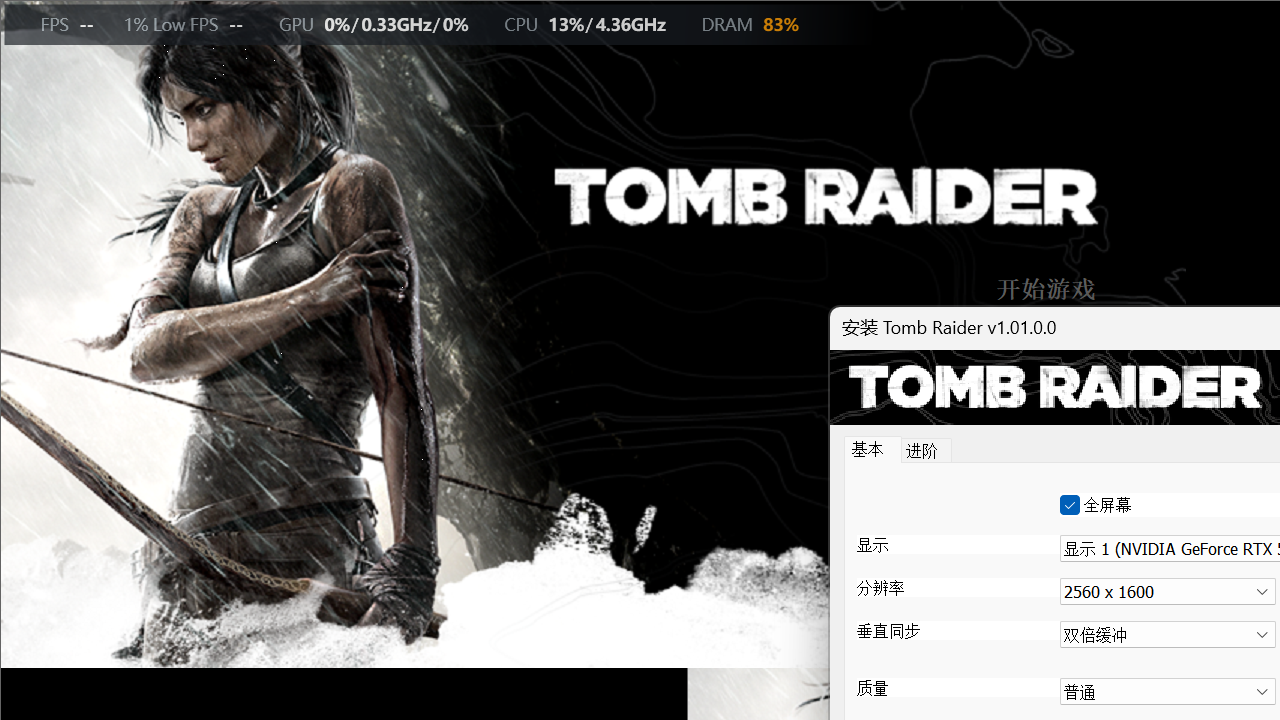 FPS -- 1% Low FPS -- GPU 0%/0.33GHz/0% CPU 13%/4.36GHz DRAM 83%
TOMB RAIDER
开始游戏
安装 Tomb Raider v1.01.0.0
TOMB RAIDER
基本 进阶
全屏幕
显示 显示 1 (NVIDIA GeForce RTX 5
分辨率 2560 x 1600
垂直同步 双倍缓冲
质量 普通